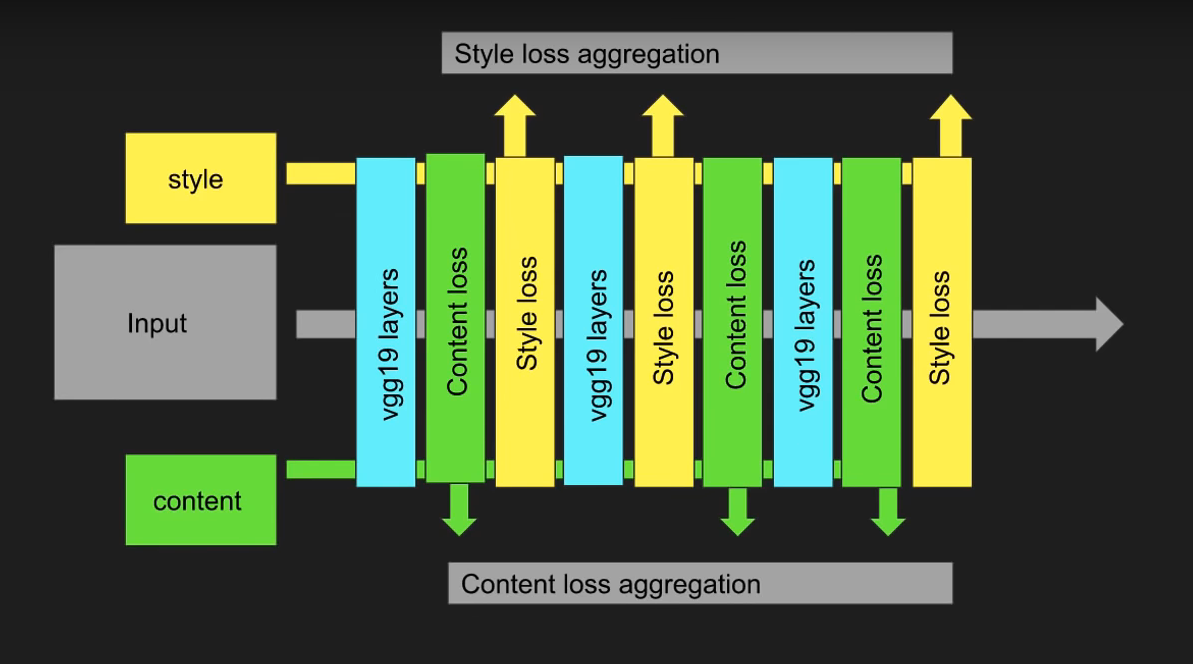 Style loss aggregation
style
Input
content
vgg19 layers
Content loss
Style loss
vgg19 layers
Style loss
Content loss
vgg19 layers
Content loss
Style loss
Content loss aggregation